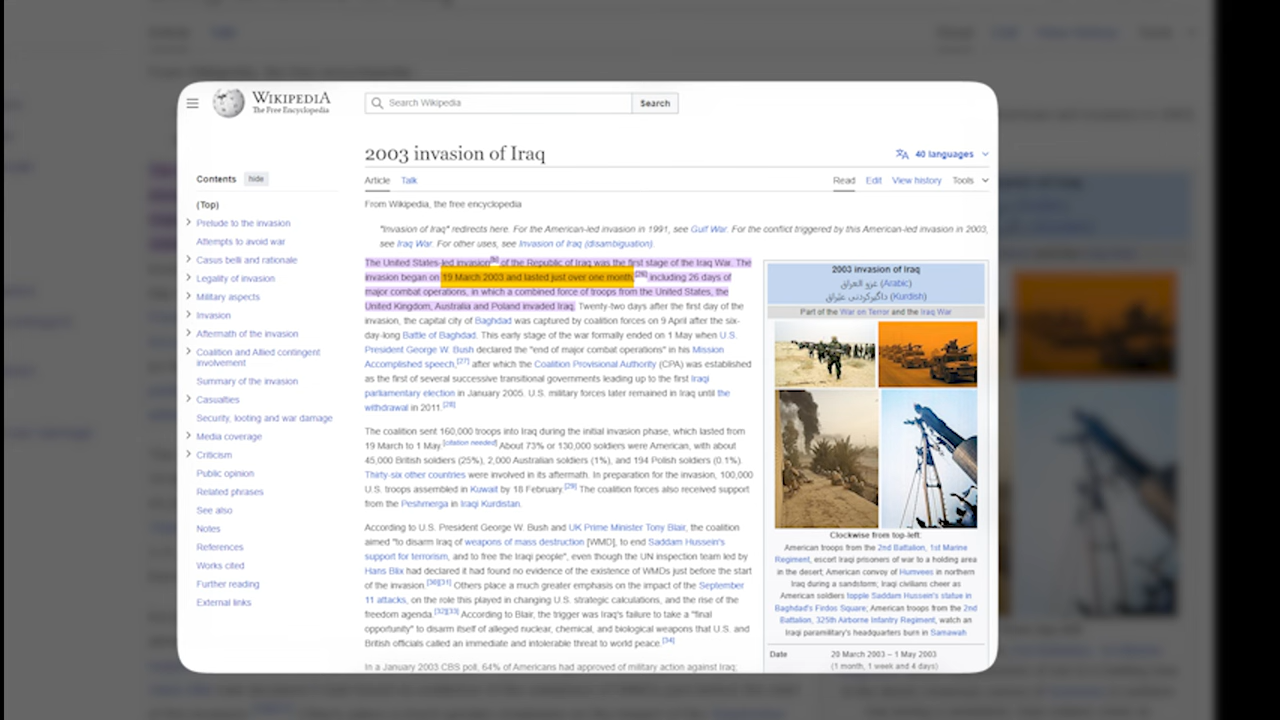 WIKIPEDIA
The Free Encyclopedia
Search Wikipedia
Search
2003 invasion of Iraq
40 languages
Contents
hide
Article
Talk
Read
Edit
View history
Tools
(Top)
Prelude to the invasion
Attempts to avoid war
Casus belli and rationale
Legality of invasion
Military aspects
Invasion
Aftermath of the invasion
Coalition and Allied contingent
involvement
Summary of the invasion
Casualties
Security, looting and war damage
Media coverage
Criticism
Public opinion
Related phrases
See also
Notes
References
Works cited
Further reading
External links
From Wikipedia, the free encyclopedia
"Invasion of Iraq" redirects here. For the American-led invasion in 1991, see Gulf War. For the conflict triggered by this American-led invasion in 2003,
see Iraq War. For other uses, see Invasion of Iraq (disambiguation).
The United States-led invasion of the Republic of Iraq was the first stage of the Iraq War. The
invasion began on 19 March 2003 and lasted just over one month,[26] including 26 days of
major combat operations, in which a combined force of troops from the United States, the
United Kingdom, Australia and Poland invaded Iraq. Twenty-two days after the first day of the
invasion, the capital city of Baghdad was captured by coalition forces on 9 April after the six-
day-long Battle of Baghdad. This early stage of the war formally ended on 1 May when U.S.
President George W. Bush declared the "end of major combat operations" in his Mission
Accomplished speech,[27] after which the Coalition Provisional Authority (CPA) was established
as the first of several successive transitional governments leading up to the first Iraqi
parliamentary election in January 2005. U.S. military forces later remained in Iraq until the
withdrawal in 2011.[28]
The coalition sent 160,000 troops into Iraq during the initial invasion phase, which lasted from
19 March to 1 May.[citation needed] About 73% or 130,000 soldiers were American, with about
45,000 British soldiers (25%), 2,000 Australian soldiers (1%), and 194 Polish soldiers (0.1%).
Thirty-six other countries were involved in its aftermath. In preparation for the invasion, 100,000
U.S. troops assembled in Kuwait by 18 February.[29] The coalition forces also received support
from the Peshmerga in Iraqi Kurdistan.
According to U.S. President George W. Bush and UK Prime Minister Tony Blair, the coalition
aimed "to disarm Iraq of weapons of mass destruction [WMD], to end Saddam Hussein's
support for terrorism, and to free the Iraqi people", even though the UN inspection team led by
Hans Blix had declared it had found no evidence of the existence of WMDs just before the start
of the invasion.[30][31] Others place a much greater emphasis on the impact of the September
11 attacks, on the role this played in changing U.S. strategic calculations, and the rise of the
freedom agenda.[32][33] According to Blair, the trigger was Iraq's failure to take a "final
opportunity" to disarm itself of alleged nuclear, chemical, and biological weapons that U.S. and
British officials called an immediate and intolerable threat to world peace.[34]
In a January 2003 CBS poll, 64% of Americans had approved of military action against Iraq;
2003 invasion of Iraq
غزو العراق (Arabic)
داگیرکردنی عێراق (Kurdish)
Part of the War on Terror and the Iraq War
Clockwise from top-left:
American troops from the 2nd Battalion, 1st Marine
Regiment, escort Iraqi prisoners of war to a holding area
in the desert; American convoy of Humvees in northern
Iraq during a sandstorm; Iraqi civilians cheer as
American soldiers topple Saddam Hussein's statue in
Baghdad's Firdos Square; American troops from the 2nd
Battalion, 325th Airborne Infantry Regiment, watch an
Iraqi paramilitary's headquarters burn in Samawah
Date
20 March 2003 – 1 May 2003
(1 month, 1 week and 4 days)